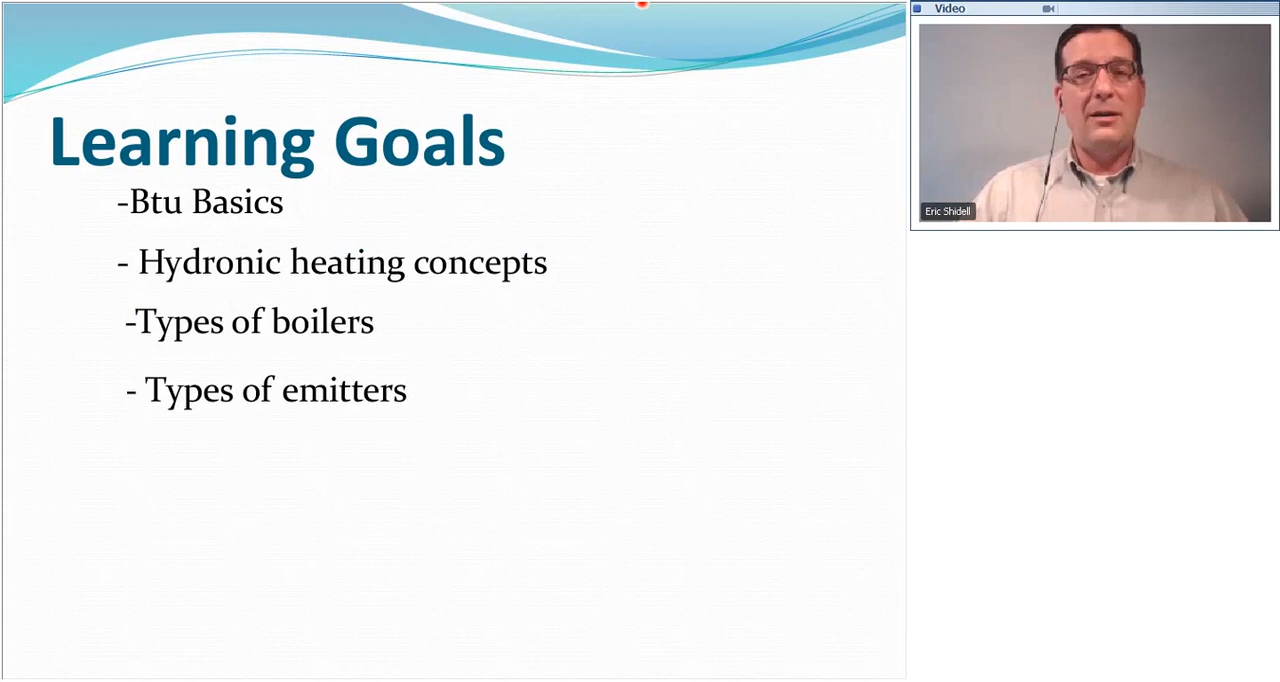 Learning Goals
-Btu Basics
- Hydronic heating concepts
-Types of boilers
- Types of emitters
Video
Eric Shidell